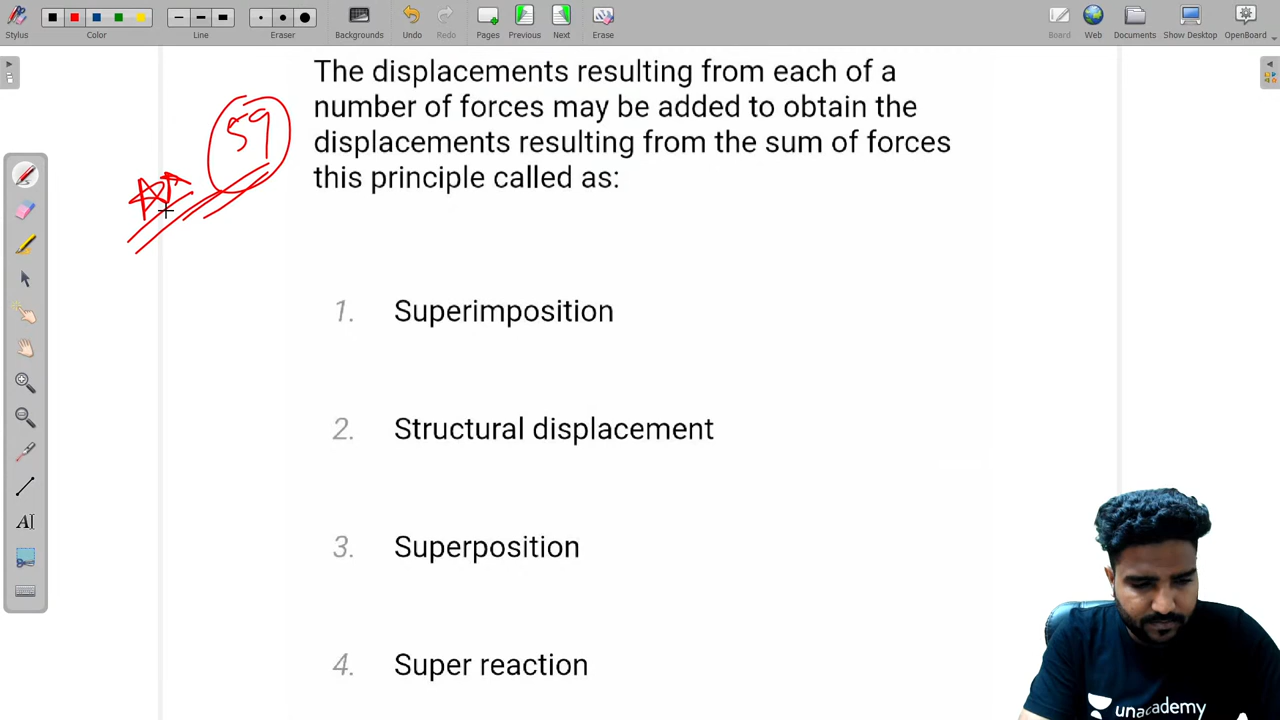 Stylus
Color
Line
Eraser
Backgrounds
Undo
Redo
Pages
Previous
Next
Erase
Board
Web
Documents
Show Desktop
OpenBoard
59
The displacements resulting from each of a
number of forces may be added to obtain the
displacements resulting from the sum of forces
this principle called as:
1. Superimposition
2. Structural displacement
3. Superposition
4. Super reaction
AI
unacademy